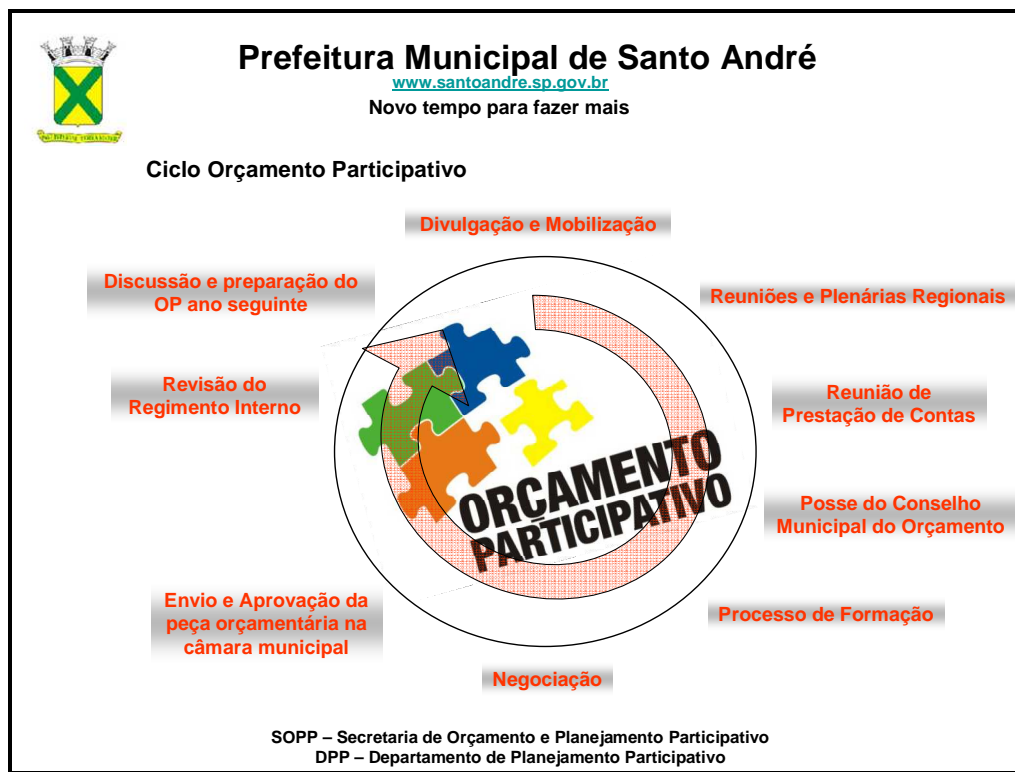 Prefeitura Municipal de Santo André
www.santoandre.sp.gov.br
Novo tempo para fazer mais
Ciclo Orçamento Participativo
Divulgação e Mobilização
Reuniões e Plenárias Regionais
Reunião de
Prestação de Contas
Posse do Conselho
Municipal do Orçamento
Processo de Formação
Negociação
Envio e Aprovação da
peça orçamentária na
câmara municipal
Revisão do
Regimento Interno
Discussão e preparação do
OP ano seguinte
ORÇAMENTO
PARTICIPATIVO
SOPP – Secretaria de Orçamento e Planejamento Participativo
DPP – Departamento de Planejamento Participativo